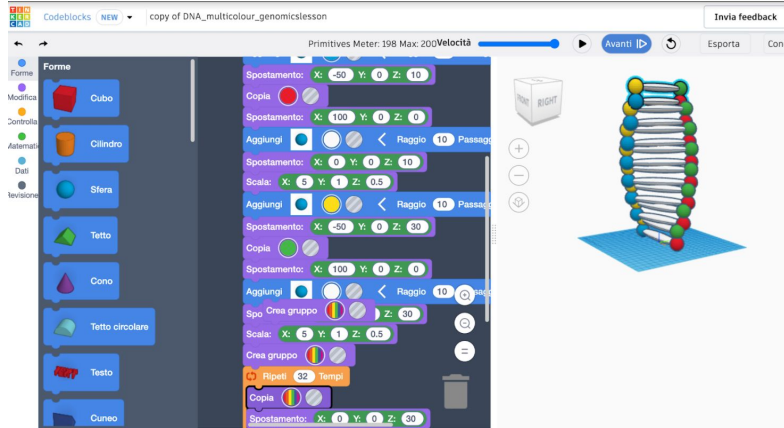 TIN
KER
CAD
Codeblocks NEW copy of DNA_multicolour_genomicslesson Invia feedback
Primitives Meter: 198 Max: 200 Velocità Avanti Esporta
Forme
Modifica
Controlla
Dati
Revisione
Forme
Cubo
Cilindro
Sfera
Tetto
Cono
Tetto circolare
Testo
Cuneo
Spostamento: X: -50 Y: 0 Z: 10
Copia
Spostamento: X: 100 Y: 0 Z: 0
Aggiungi Raggio 10
Spostamento: X: 0 Y: 0 Z: 10
Scala: X: 5 Y: 1 Z: 0.5
Aggiungi Raggio 10
Spostamento: X: -50 Y: 0 Z: 30
Copia
Spostamento: X: 100 Y: 0 Z: 0
Aggiungi Raggio 10
Crea gruppo
Z: 30
Scala: X: 5 Y: 1 Z: 0.5
Crea gruppo
Ripeti 32 Tempi
Copia
Spostamento: X: 0 Y: 0 Z: 30
FRONT RIGHT